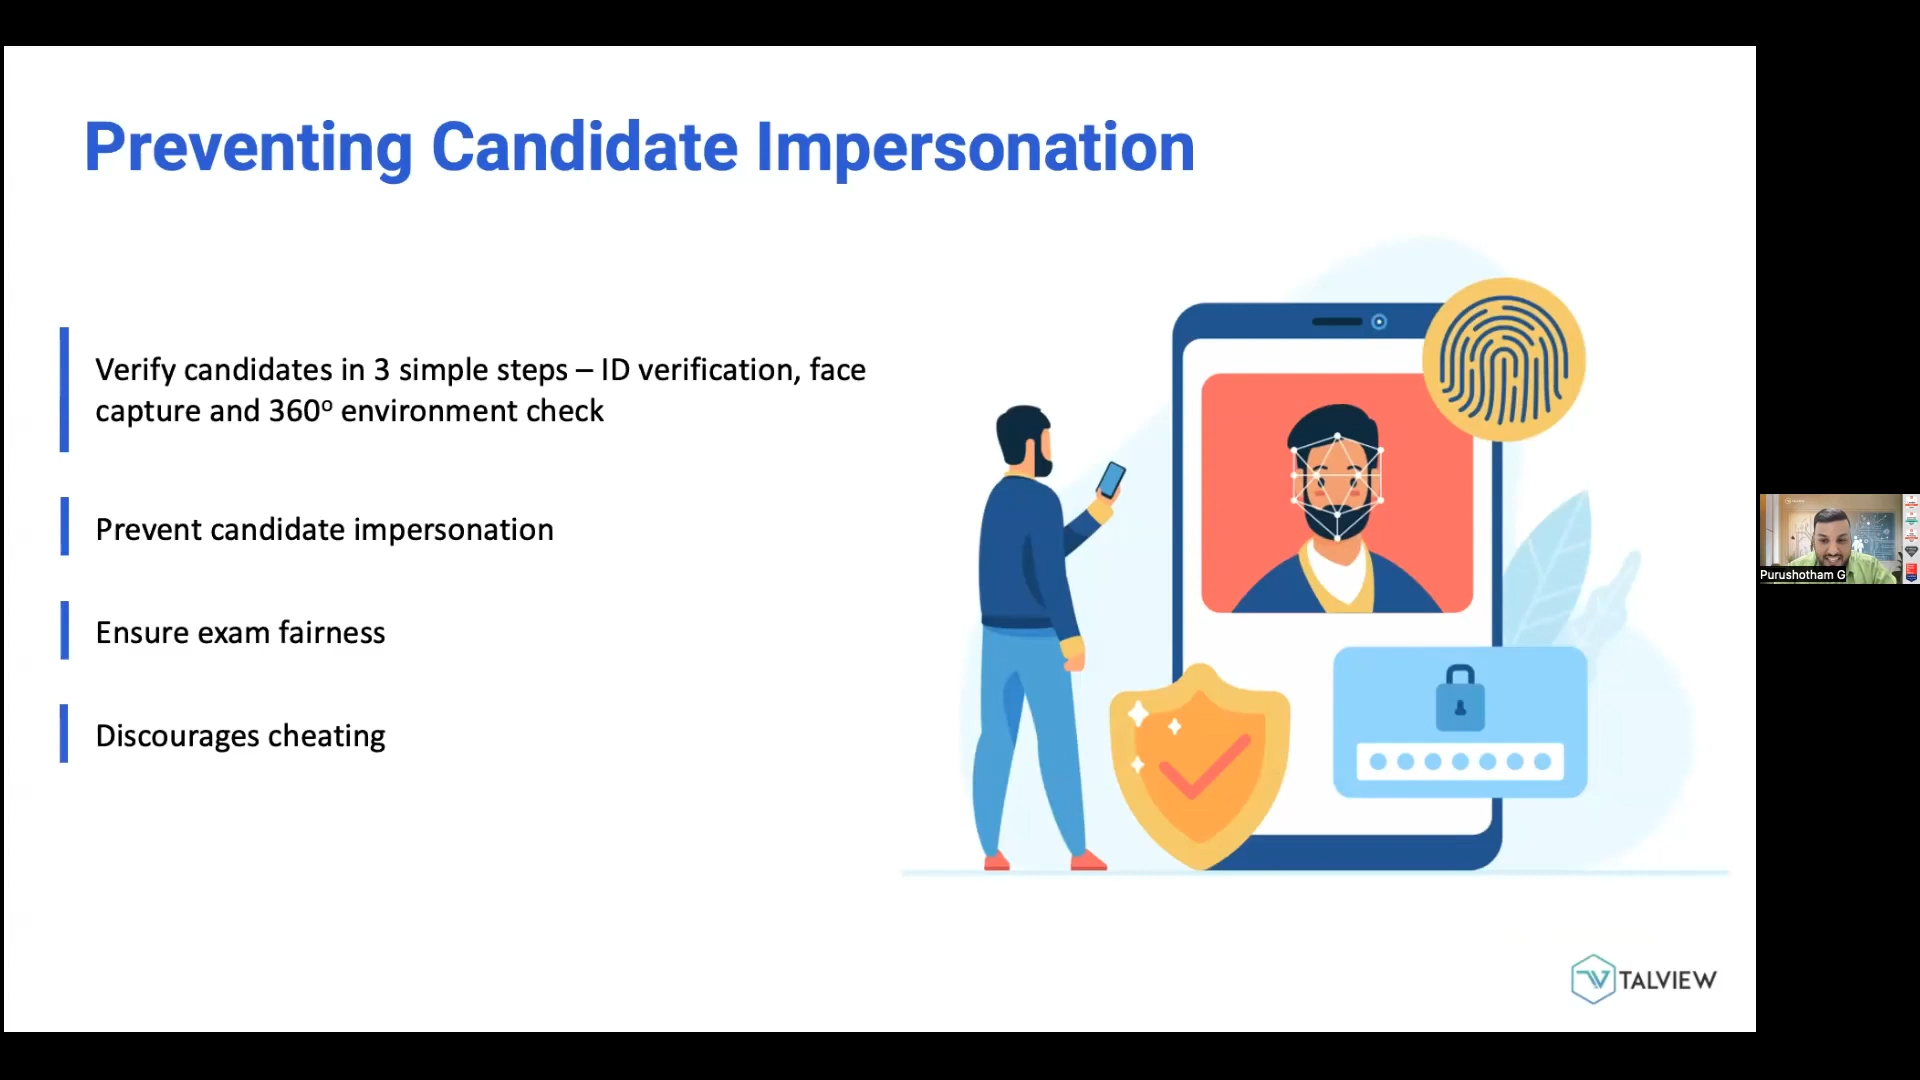 Preventing Candidate Impersonation
Verify candidates in 3 simple steps – ID verification, face
capture and 360º environment check
Prevent candidate impersonation
Ensure exam fairness
Discourages cheating
Purushotham G
TALVIEW